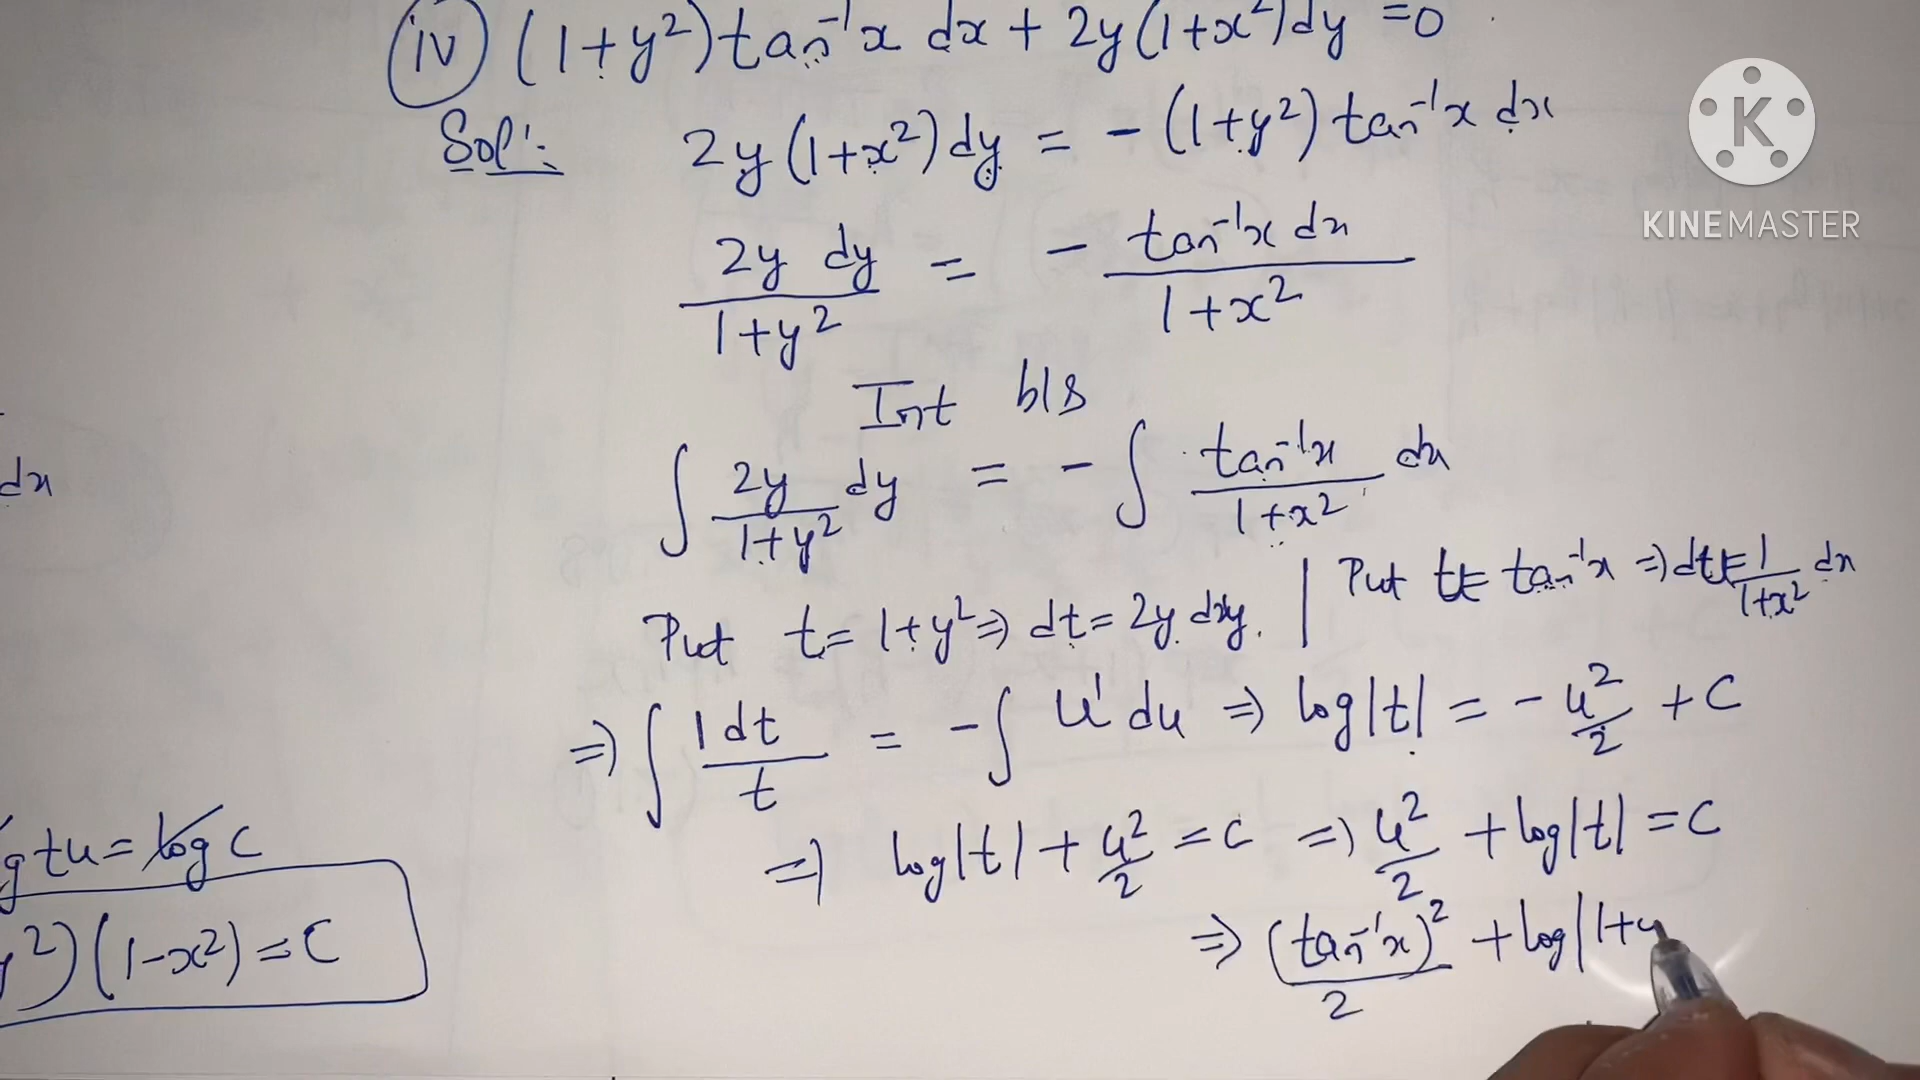 (iv) (1+y²)tan⁻¹x dx + 2y(1+x²)dy =0
Sol:
2y(1+x²)dy = -(1+y²) tan⁻¹x dx
K
KINEMASTER
2y dy / 1+y² = - tan⁻¹x dx / 1+x²
Int b/s
dx
∫ 2y/1+y² dy = - ∫ tan⁻¹x/1+x² dx
Put t= 1+y² ⇒ dt= 2y dy. | Put t= tan⁻¹x ⇒ dt= 1/1+x² dx
⇒ ∫ 1 dt/t = - ∫ u¹ du ⇒ log|t| = - u²/2 + C
⇒ log|t| + u²/2 = C ⇒ u²/2 + log|t| = C
g tu = log C
²)(1-x²) = C
⇒ (tan⁻¹x)²/2 + log|1+y